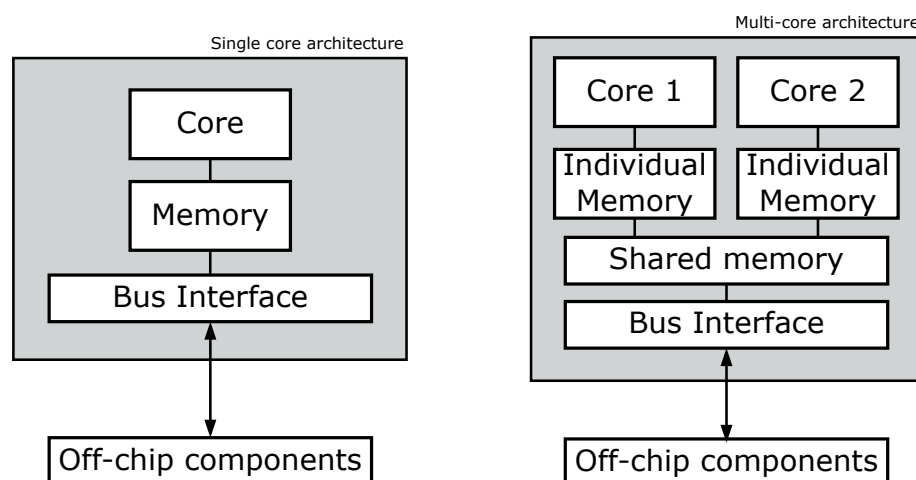 Single core architecture
Core
Memory
Bus Interface
Off-chip components
Multi-core architecture
Core 1
Core 2
Individual
Memory
Individual
Memory
Shared memory
Bus Interface
Off-chip components